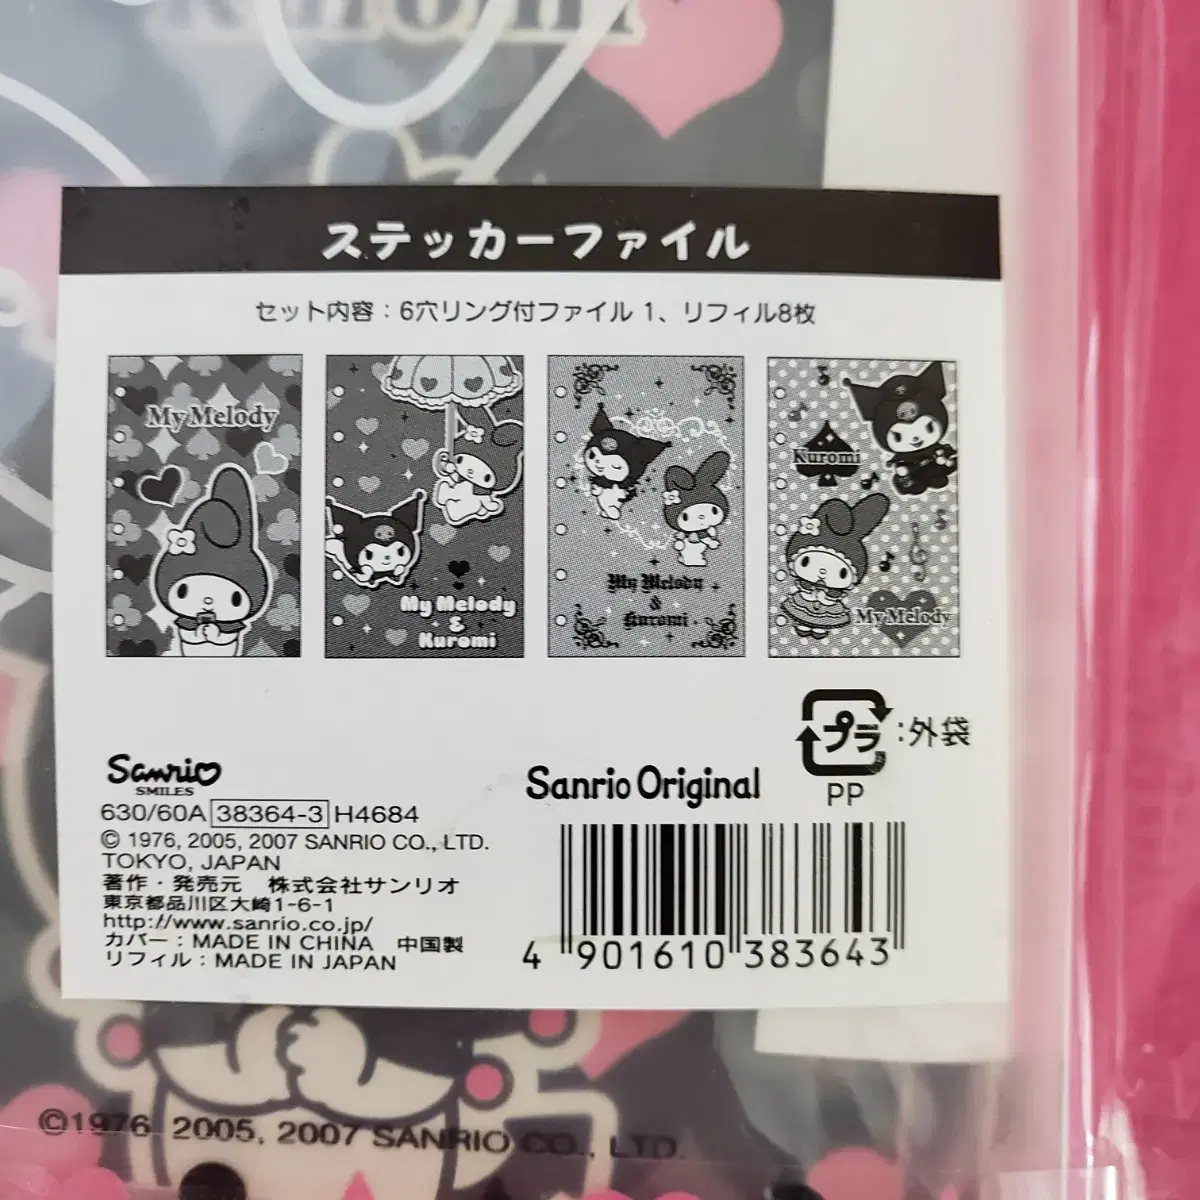 Kuromi
ステッカーファイル
セット内容：6穴リング付ファイル 1、リフィル8枚
My Melody
My Melody
&
Kuromi
My Melody
&
Kuromi
Kuromi
My Melody
プラ：外袋
PP
Sanrio
SMILES
Sanrio Original
630/60A 38364-3 H4684
© 1976, 2005, 2007 SANRIO CO., LTD.
TOKYO, JAPAN
著作・発売元　株式会社サンリオ
東京都品川区大崎1-6-1
http://www.sanrio.co.jp/
カバー：MADE IN CHINA　中国製
リフィル：MADE IN JAPAN
4 901610 383643
©1976, 2005, 2007 SANRIO CO., LTD.